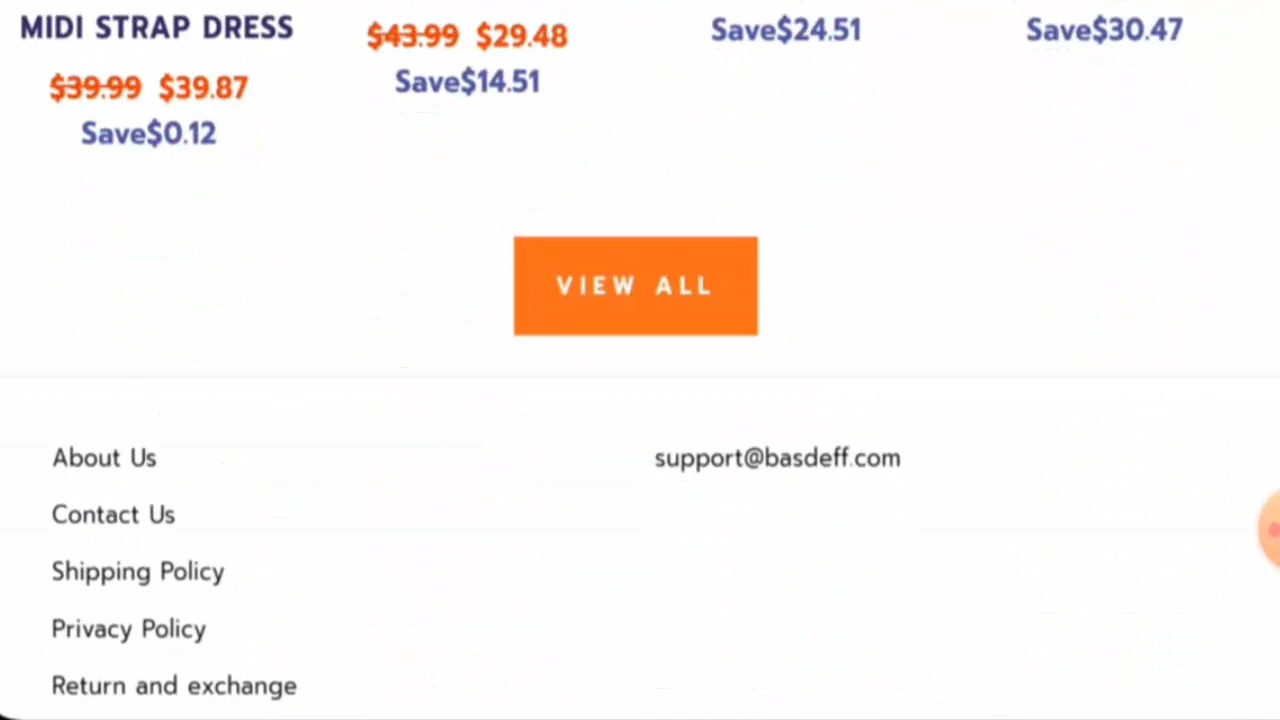 MIDI STRAP DRESS
$39.99 $39.87
Save$0.12
$43.99 $29.48
Save$14.51
Save$24.51
Save$30.47
VIEW ALL
About Us
Contact Us
Shipping Policy
Privacy Policy
Return and exchange
support@basdeff.com